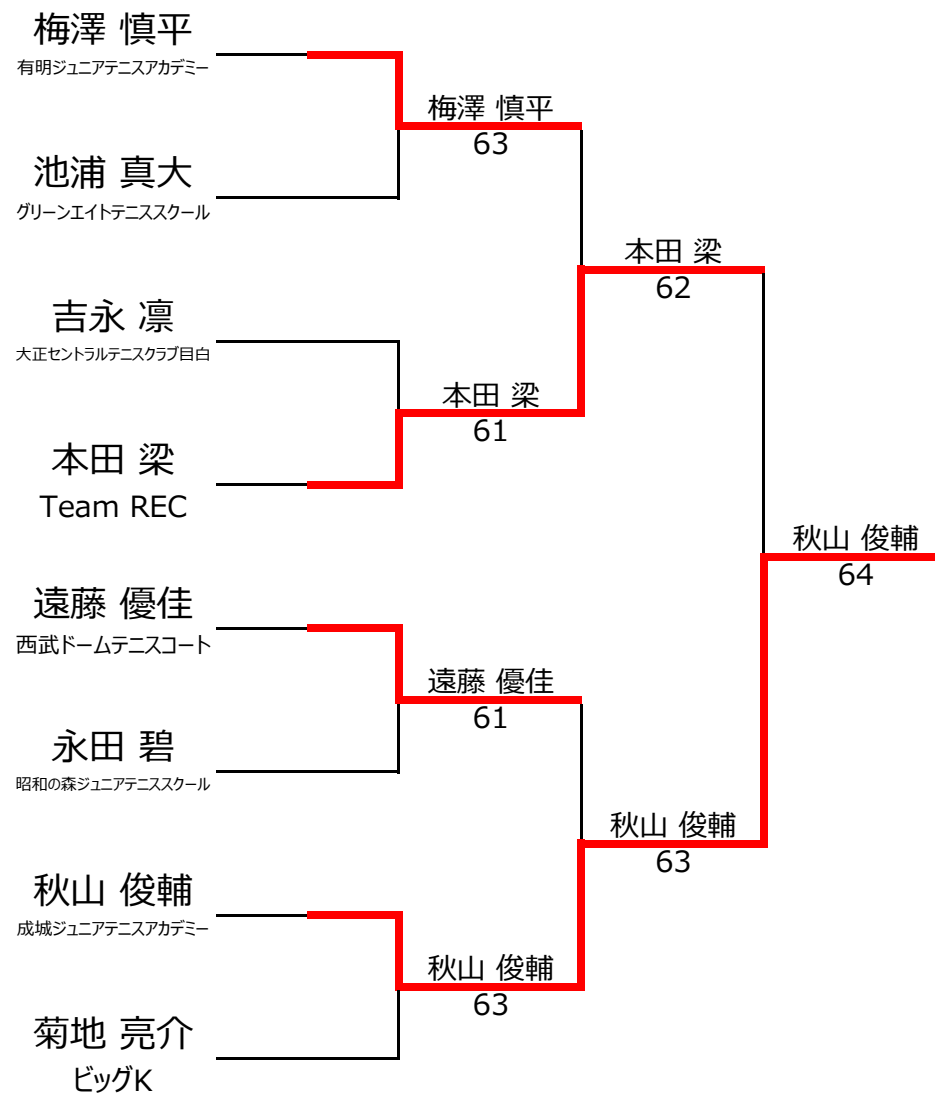 梅澤 慎平
有明ジュニアテニスアカデミー
梅澤 慎平
63
池浦 真大
グリーンエイトテニススクール
本田 梁
62
吉永 凛
大正セントラルテニスクラブ目白
本田 梁
61
本田 梁
Team REC
秋山 俊輔
64
遠藤 優佳
西武ドームテニスコート
遠藤 優佳
61
永田 碧
昭和の森ジュニアテニススクール
秋山 俊輔
63
秋山 俊輔
成城ジュニアテニスアカデミー
秋山 俊輔
63
菊地 亮介
ビッグK